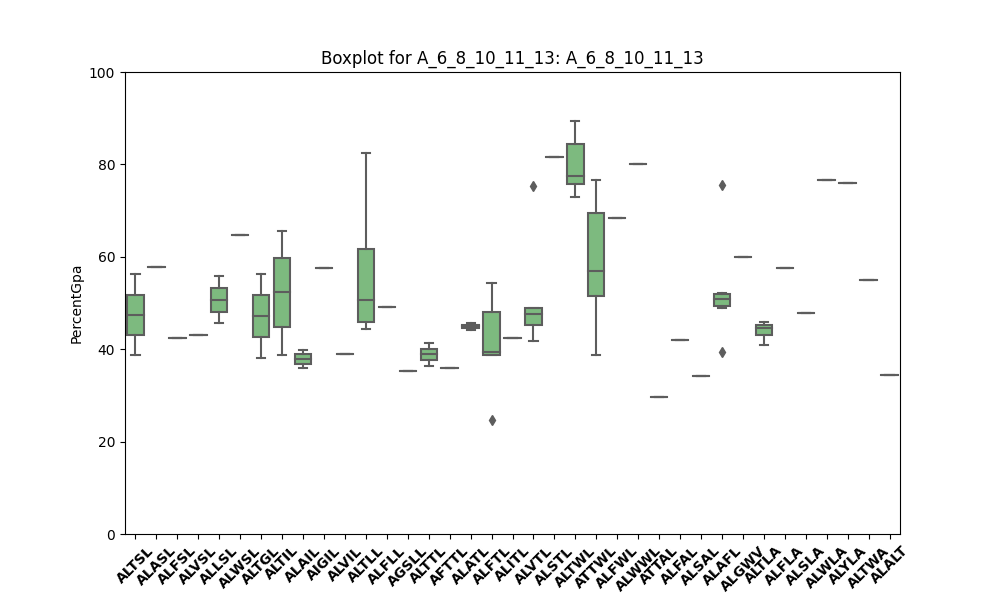 Boxplot for A_6_8_10_11_13: A_6_8_10_11_13
PercentGpa
100
80
60
40
20
0
ALTSL
ALASL
ALFSL
ALVSL
ALLSL
ALWSL
ALTGL
ALTIL
ALAIL
AIGIL
ALVIL
ALTLL
ALFLL
AGSLL
ALTTL
AFTTL
ALATL
ALFTL
ALITL
ALVTL
ALSTL
ALTWL
ATTWL
ALFWL
ALWWL
ATTAL
ALFAL
ALSAL
ALAFL
ALGWV
ALTLA
ALFLA
ALSLA
ALWLA
ALYLA
ALTWA
ALALT